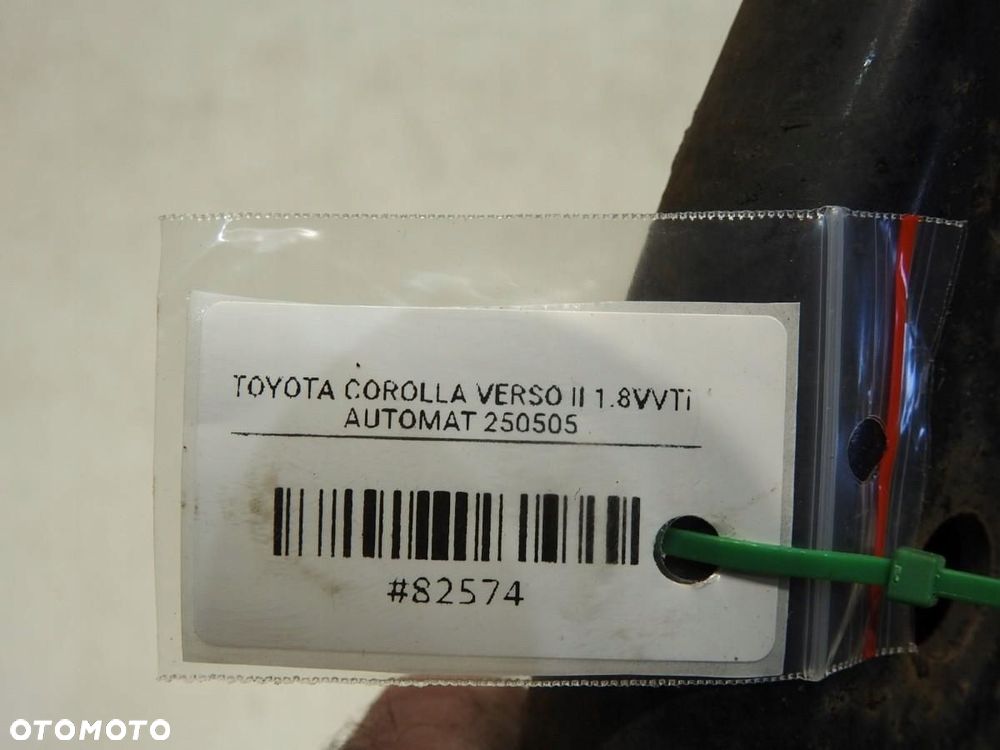 TOYOTA COROLLA VERSO II 1.8VVTi
AUTOMAT 250505
#82574
OTOMOTO